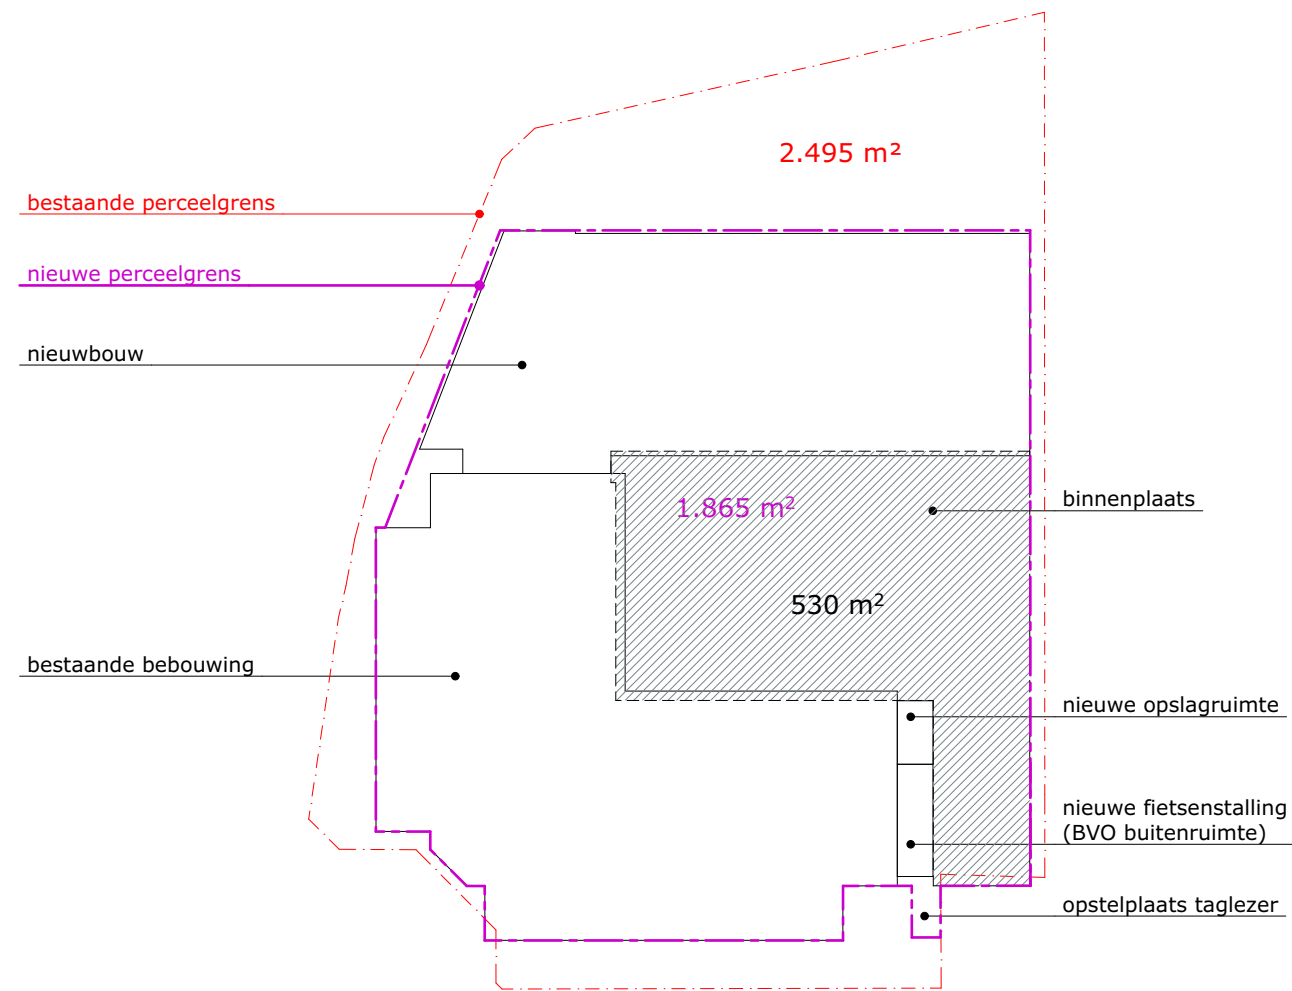 2.495 m²
bestaande perceelgrens
nieuwe perceelgrens
nieuwbouw
1.865 m²
binnenplaats
530 m²
bestaande bebouwing
nieuwe opslagruimte
nieuwe fietsenstalling
(BVO buitenruimte)
opstelplaats taglezer